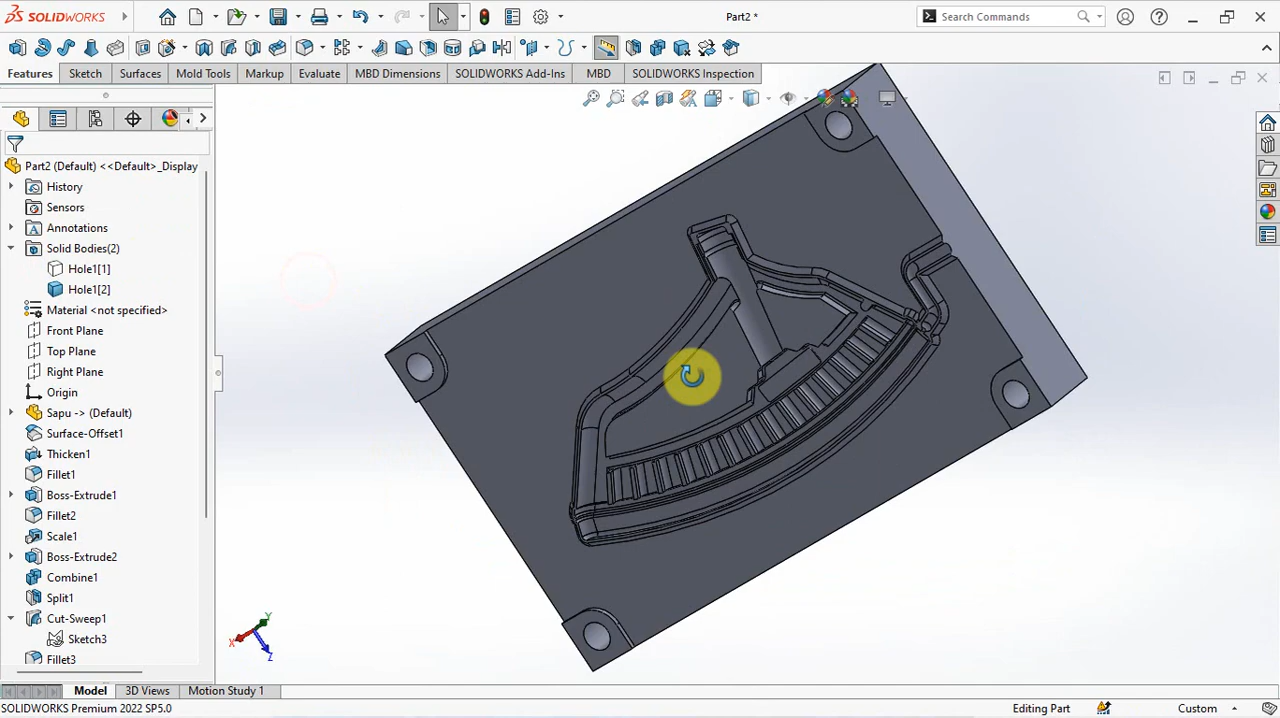 SOLIDWORKS
Part2 *
Search Commands
Features
Sketch
Surfaces
Mold Tools
Markup
Evaluate
MBD Dimensions
SOLIDWORKS Add-Ins
MBD
SOLIDWORKS Inspection
Part2 (Default) <<Default>_Display
History
Sensors
Annotations
Solid Bodies(2)
Hole1[1]
Hole1[2]
Material <not specified>
Front Plane
Top Plane
Right Plane
Origin
Sapu -> (Default)
Surface-Offset1
Thicken1
Fillet1
Boss-Extrude1
Fillet2
Scale1
Boss-Extrude2
Combine1
Split1
Cut-Sweep1
Sketch3
Fillet3
Y
X
Z
Model
3D Views
Motion Study 1
SOLIDWORKS Premium 2022 SP5.0
Editing Part
Custom